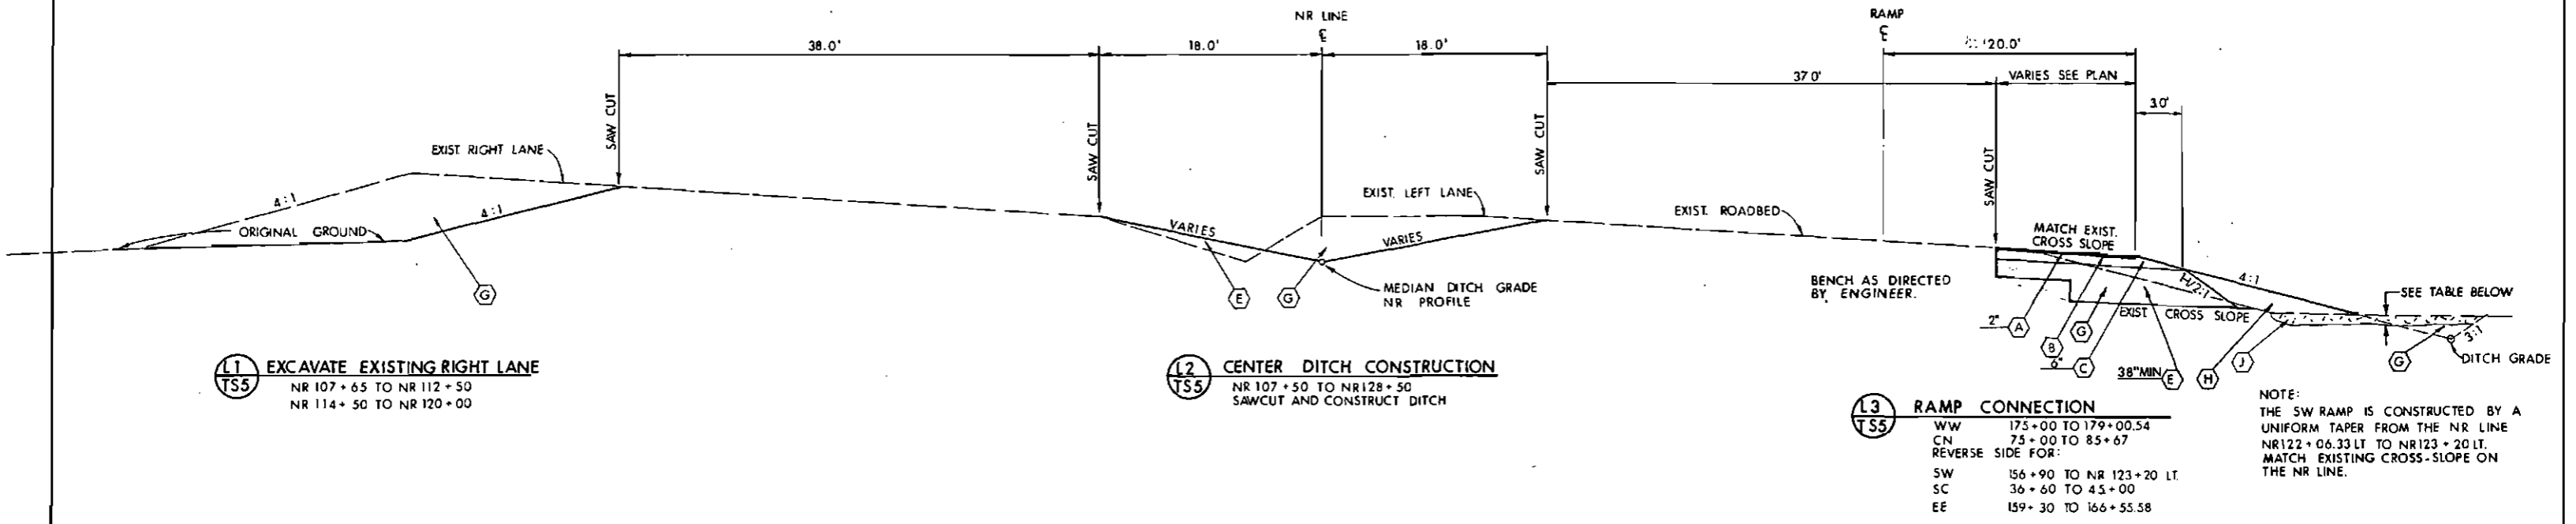 NR LINE
℄
RAMP
℄
38.0'
18.0'
18.0'
20.0'
37.0'
VARIES SEE PLAN
3.0'
SAW CUT
SAW CUT
SAW CUT
SAW CUT
EXIST. RIGHT LANE
4:1
4:1
ORIGINAL GROUND
G
VARIES
EXIST. LEFT LANE
VARIES
E
G
MEDIAN DITCH GRADE
NR PROFILE
EXIST. ROADBED
MATCH EXIST.
CROSS SLOPE
BENCH AS DIRECTED
BY ENGINEER.
H/2:1
4:1
EXIST CROSS SLOPE
SEE TABLE BELOW
3:1
DITCH GRADE
2"
A
B
G
C
38"MIN
E
H
J
G
L1
TS5
EXCAVATE EXISTING RIGHT LANE
NR 107+65 TO NR 112+50
NR 114+50 TO NR 120+00
L2
TS5
CENTER DITCH CONSTRUCTION
NR 107+50 TO NR 128+50
SAWCUT AND CONSTRUCT DITCH
L3
TS5
RAMP CONNECTION
WW 175+00 TO 179+00.54
CN 75+00 TO 85+67
REVERSE SIDE FOR:
SW 156+90 TO NR 123+20 LT.
SC 36+60 TO 45+00
EE 159+30 TO 166+55.58
NOTE:
THE SW RAMP IS CONSTRUCTED BY A
UNIFORM TAPER FROM THE NR LINE
NR122+06.33 LT TO NR123+20 LT.
MATCH EXISTING CROSS-SLOPE ON
THE NR LINE.